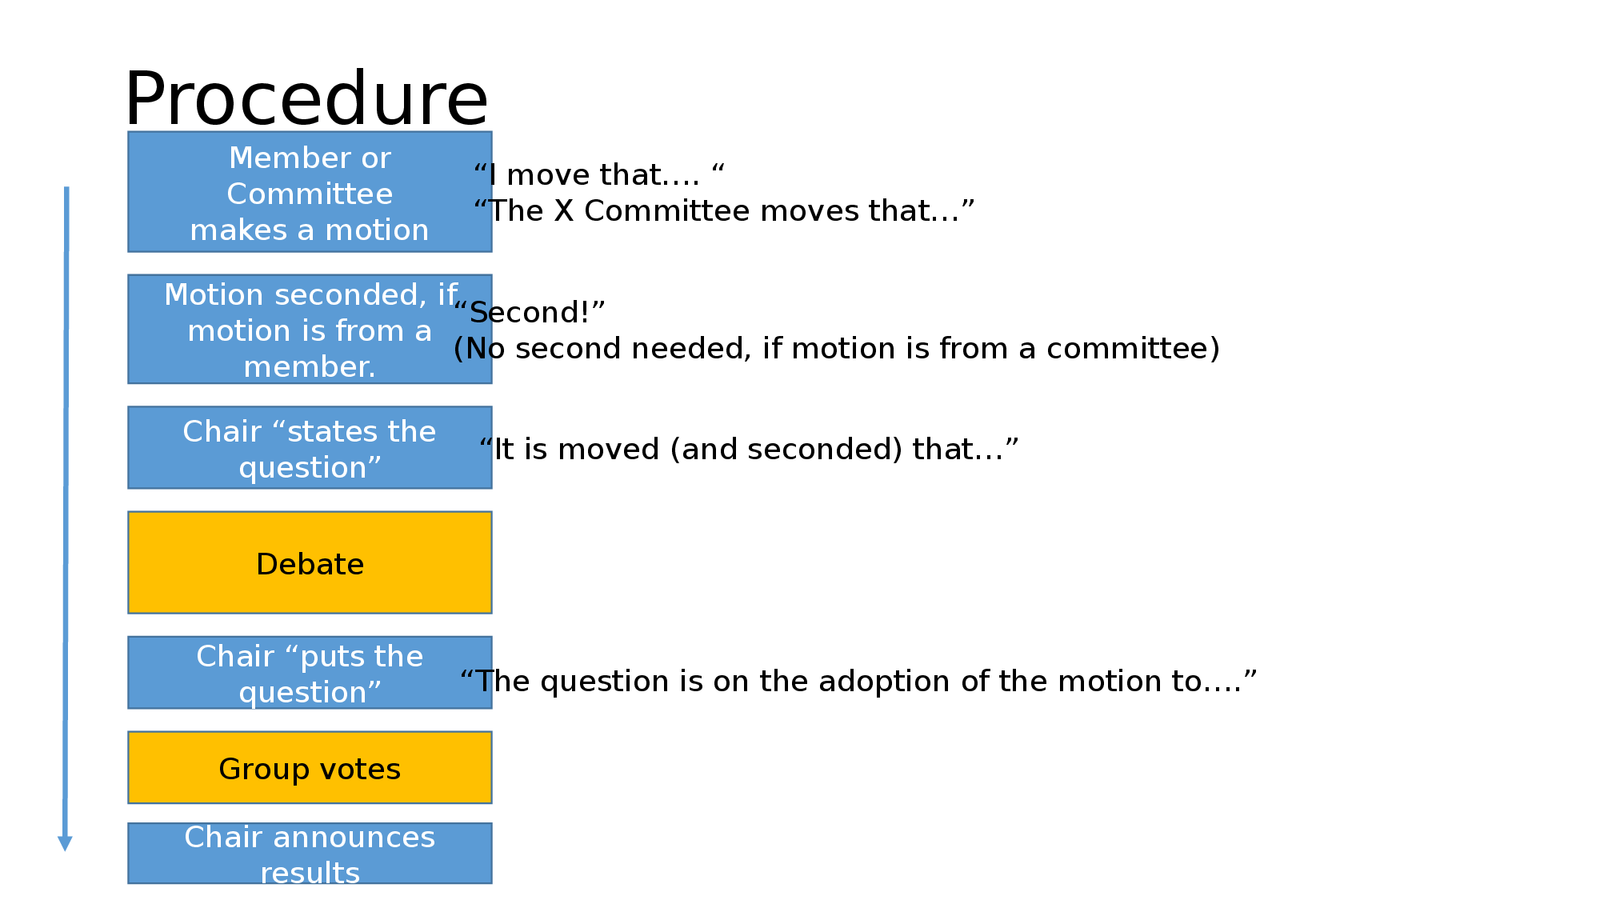 Procedure
Member or
Committee
makes a motion
“I move that.... “
“The X Committee moves that...”
Motion seconded, if
motion is from a
member.
“Second!”
(No second needed, if motion is from a committee)
Chair “states the
question”
“It is moved (and seconded) that...”
Debate
Chair “puts the
question”
“The question is on the adoption of the motion to....”
Group votes
Chair announces
results